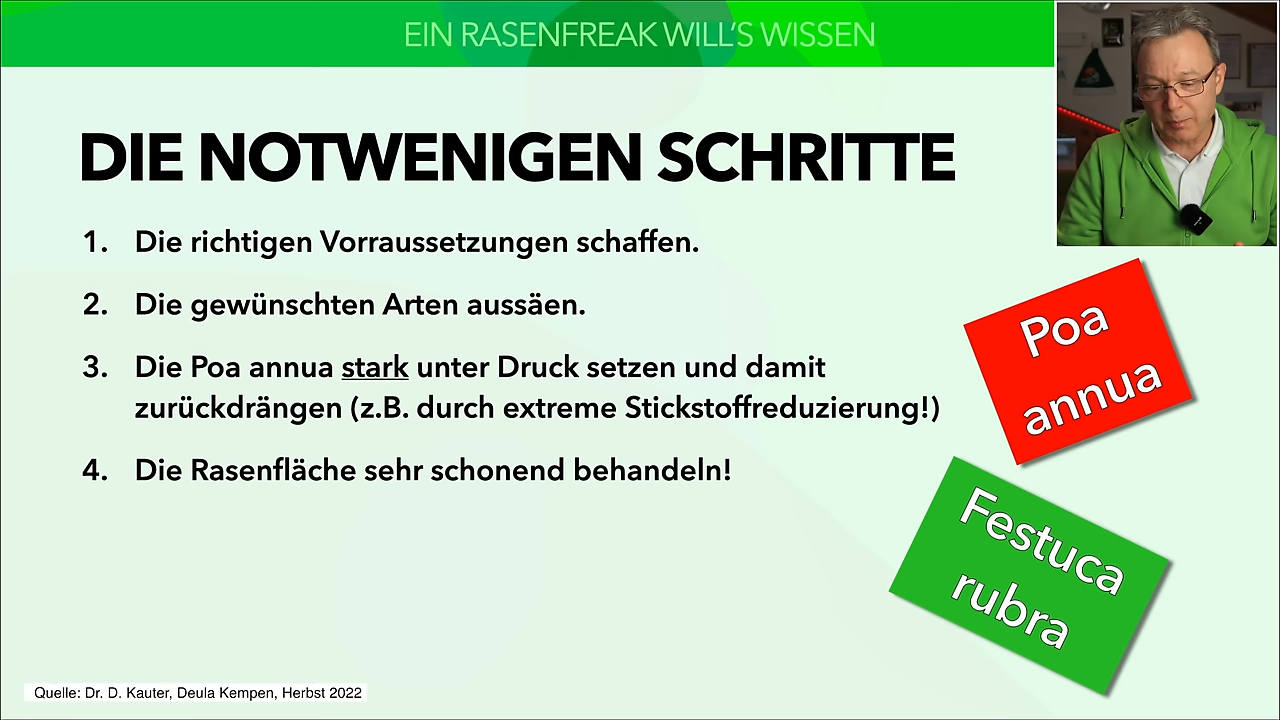 EIN RASENFREAK WILL'S WISSEN
DIE NOTWENIGEN SCHRITTE
1. Die richtigen Vorraussetzungen schaffen.
2. Die gewünschten Arten aussäen.
3. Die Poa annua stark unter Druck setzen und damit
zurückdrängen (z.B. durch extreme Stickstoffreduzierung!)
4. Die Rasenfläche sehr schonend behandeln!
Poa
annua
Festuca
rubra
Quelle: Dr. D. Kauter, Deula Kempen, Herbst 2022